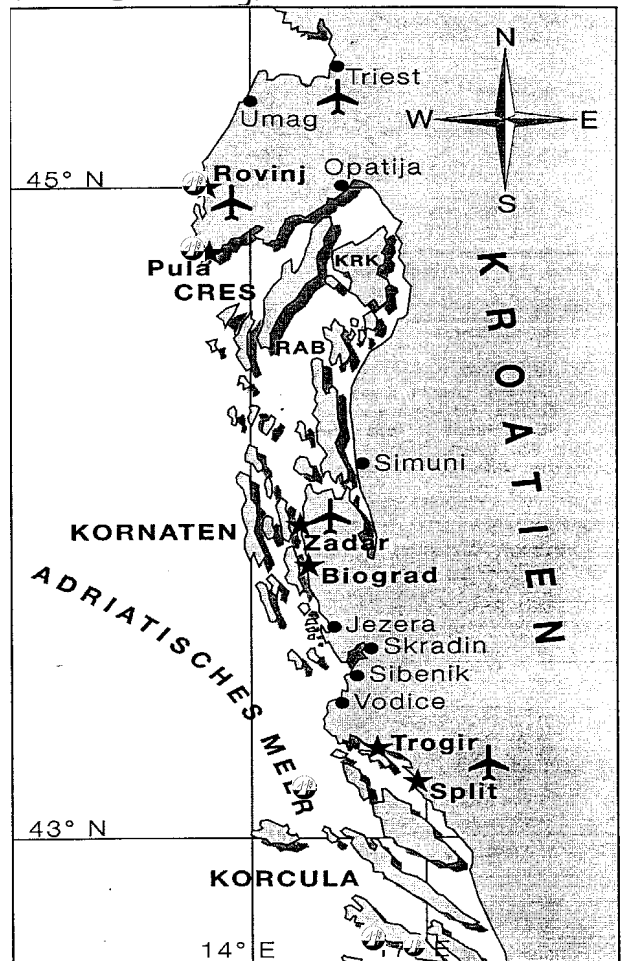 N
Triest
Umag
W
E
45° N
Rovinj
Opatija
S
Pula
KRK
CRES
RAB
KROATIEN
Simuni
KORNATEN
Zadar
Biograd
ADRIATISCHES MEER
Jezera
Skradin
Sibenik
Vodice
Trogir
Split
43° N
KORCULA
14° E